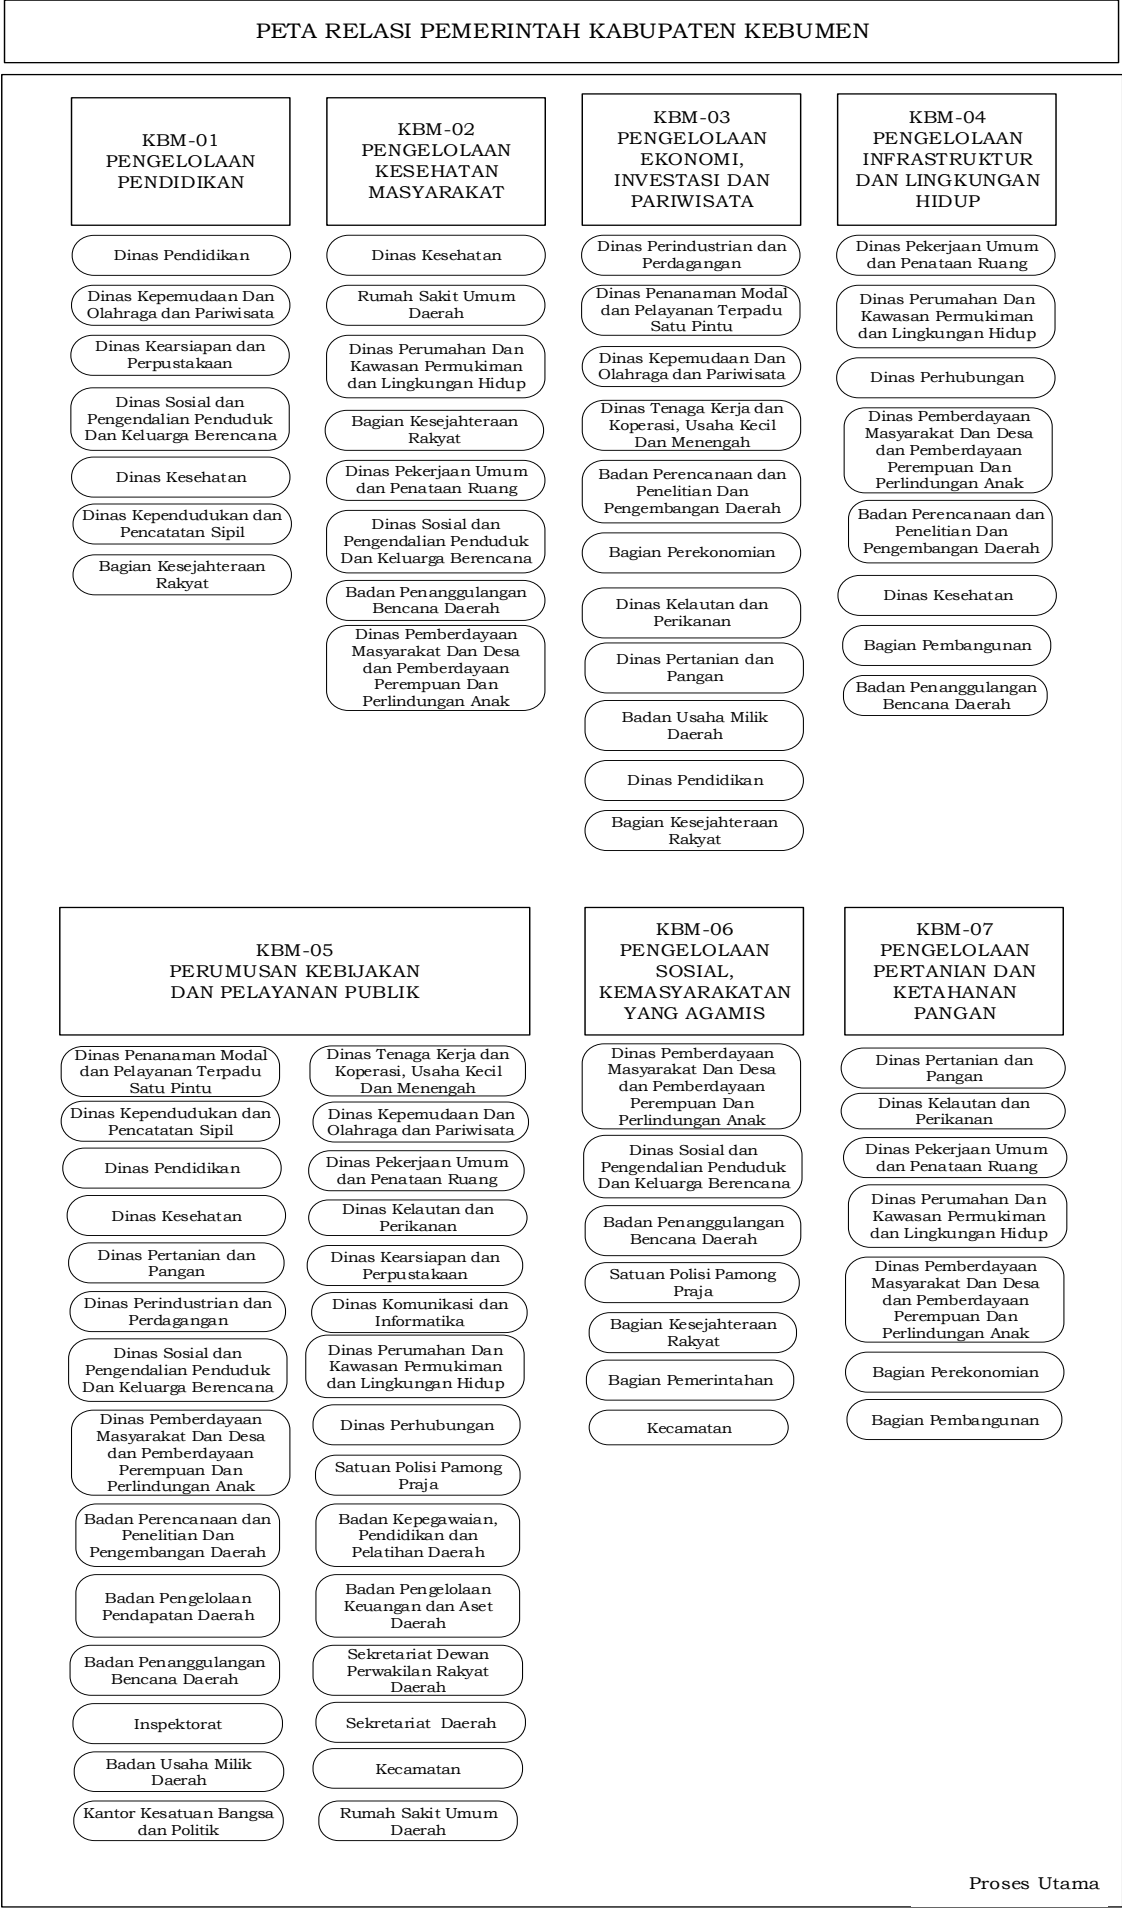 PETA RELASI PEMERINTAH KABUPATEN KEBUMEN
KBM-01
PENGELOLAAN
PENDIDIKAN
Dinas Pendidikan
Dinas Kepemudaan Dan
Olahraga dan Pariwisata
Dinas Kearsiapan dan
Perpustakaan
Dinas Sosial dan
Pengendalian Penduduk
Dan Keluarga Berencana
Dinas Kesehatan
Dinas Kependudukan dan
Pencatatan Sipil
Bagian Kesejahteraan
Rakyat
KBM-02
PENGELOLAAN
KESEHATAN
MASYARAKAT
Dinas Kesehatan
Rumah Sakit Umum
Daerah
Dinas Perumahan Dan
Kawasan Permukiman
dan Lingkungan Hidup
Bagian Kesejahteraan
Rakyat
Dinas Pekerjaan Umum
dan Penataan Ruang
Dinas Sosial dan
Pengendalian Penduduk
Dan Keluarga Berencana
Badan Penanggulangan
Bencana Daerah
Dinas Pemberdayaan
Masyarakat Dan Desa
dan Pemberdayaan
Perempuan Dan
Perlindungan Anak
KBM-03
PENGELOLAAN
EKONOMI,
INVESTASI DAN
PARIWISATA
Dinas Perindustrian dan
Perdagangan
Dinas Penanaman Modal
dan Pelayanan Terpadu
Satu Pintu
Dinas Kepemudaan Dan
Olahraga dan Pariwisata
Dinas Tenaga Kerja dan
Koperasi, Usaha Kecil
Dan Menengah
Badan Perencanaan dan
Penelitian Dan
Pengembangan Daerah
Bagian Perekonomian
Dinas Kelautan dan
Perikanan
Dinas Pertanian dan
Pangan
Badan Usaha Milik
Daerah
Dinas Pendidikan
Bagian Kesejahteraan
Rakyat
KBM-04
PENGELOLAAN
INFRASTRUKTUR
DAN LINGKUNGAN
HIDUP
Dinas Pekerjaan Umum
dan Penataan Ruang
Dinas Perumahan Dan
Kawasan Permukiman
dan Lingkungan Hidup
Dinas Perhubungan
Dinas Pemberdayaan
Masyarakat Dan Desa
dan Pemberdayaan
Perempuan Dan
Perlindungan Anak
Badan Perencanaan dan
Penelitian Dan
Pengembangan Daerah
Dinas Kesehatan
Bagian Pembangunan
Badan Penanggulangan
Bencana Daerah
KBM-05
PERUMUSAN KEBIJAKAN
DAN PELAYANAN PUBLIK
Dinas Penanaman Modal
dan Pelayanan Terpadu
Satu Pintu
Dinas Kependudukan dan
Pencatatan Sipil
Dinas Pendidikan
Dinas Kesehatan
Dinas Pertanian dan
Pangan
Dinas Perindustrian dan
Perdagangan
Dinas Sosial dan
Pengendalian Penduduk
Dan Keluarga Berencana
Dinas Pemberdayaan
Masyarakat Dan Desa
dan Pemberdayaan
Perempuan Dan
Perlindungan Anak
Badan Perencanaan dan
Penelitian Dan
Pengembangan Daerah
Badan Pengelolaan
Pendapatan Daerah
Badan Penanggulangan
Bencana Daerah
Inspektorat
Badan Usaha Milik
Daerah
Kantor Kesatuan Bangsa
dan Politik
Dinas Tenaga Kerja dan
Koperasi, Usaha Kecil
Dan Menengah
Dinas Kepemudaan Dan
Olahraga dan Pariwisata
Dinas Pekerjaan Umum
dan Penataan Ruang
Dinas Kelautan dan
Perikanan
Dinas Kearsiapan dan
Perpustakaan
Dinas Komunikasi dan
Informatika
Dinas Perumahan Dan
Kawasan Permukiman
dan Lingkungan Hidup
Dinas Perhubungan
Satuan Polisi Pamong
Praja
Badan Kepegawaian,
Pendidikan dan
Pelatihan Daerah
Badan Pengelolaan
Keuangan dan Aset
Daerah
Sekretariat Dewan
Perwakilan Rakyat
Daerah
Sekretariat Daerah
Kecamatan
Rumah Sakit Umum
Daerah
KBM-06
PENGELOLAAN
SOSIAL,
KEMASYARAKATAN
YANG AGAMIS
Dinas Pemberdayaan
Masyarakat Dan Desa
dan Pemberdayaan
Perempuan Dan
Perlindungan Anak
Dinas Sosial dan
Pengendalian Penduduk
Dan Keluarga Berencana
Badan Penanggulangan
Bencana Daerah
Satuan Polisi Pamong
Praja
Bagian Kesejahteraan
Rakyat
Bagian Pemerintahan
Kecamatan
KBM-07
PENGELOLAAN
PERTANIAN DAN
KETAHANAN
PANGAN
Dinas Pertanian dan
Pangan
Dinas Kelautan dan
Perikanan
Dinas Pekerjaan Umum
dan Penataan Ruang
Dinas Perumahan Dan
Kawasan Permukiman
dan Lingkungan Hidup
Dinas Pemberdayaan
Masyarakat Dan Desa
dan Pemberdayaan
Perempuan Dan
Perlindungan Anak
Bagian Perekonomian
Bagian Pembangunan
Proses Utama